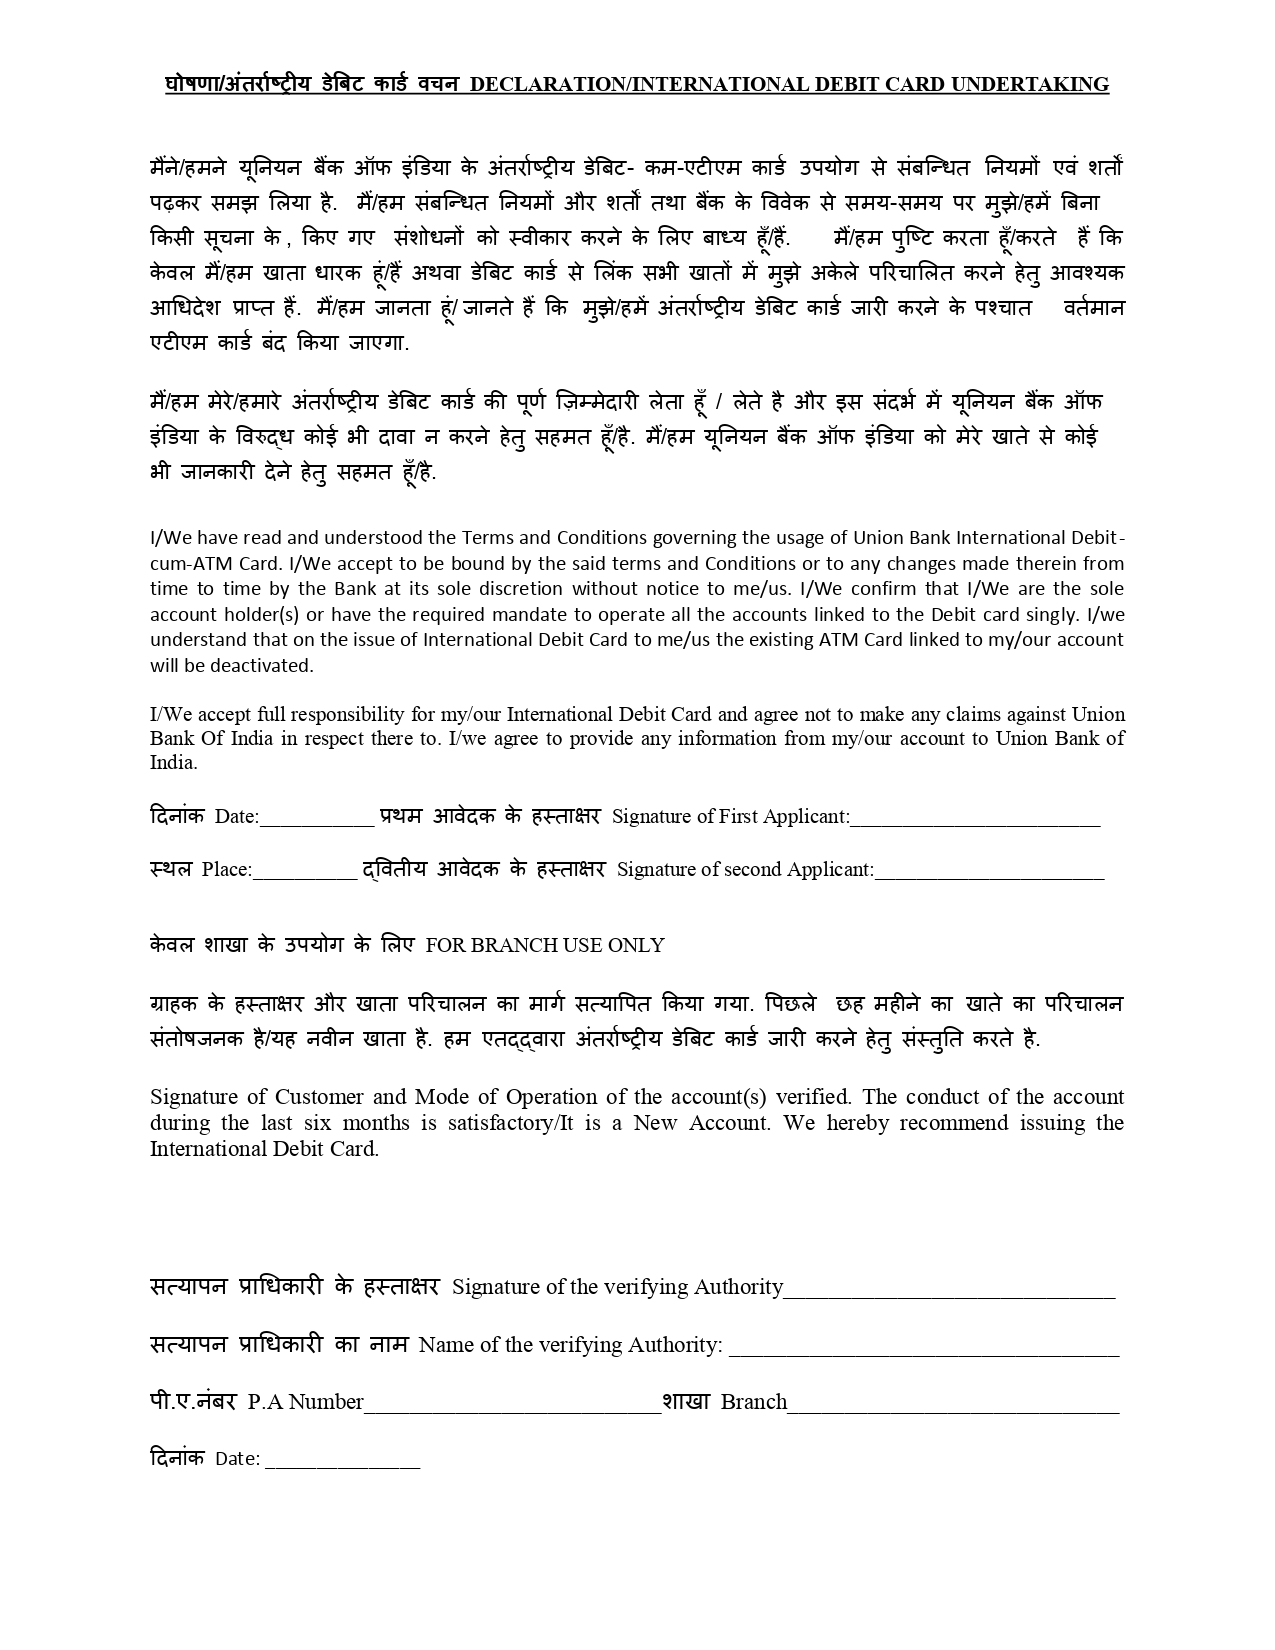 घोषणा/अंतर्राष्ट्रीय डेबिट कार्ड वचन DECLARATION/INTERNATIONAL DEBIT CARD UNDERTAKING
मैंने/हमने यूनियन बैंक ऑफ इंडिया के अंतर्राष्ट्रीय डेबिट- कम-एटीएम कार्ड उपयोग से संबन्धित नियमों एवं शर्तों
पढ़कर समझ लिया है. मैं/हम संबन्धित नियमों और शर्तों तथा बैंक के विवेक से समय-समय पर मुझे/हमें बिना
किसी सूचना के , किए गए संशोधनों को स्वीकार करने के लिए बाध्य हूँ/हैं. मैं/हम पुष्टि करता हूँ/करते हैं कि
केवल मैं/हम खाता धारक हूं/हैं अथवा डेबिट कार्ड से लिंक सभी खातों में मुझे अकेले परिचालित करने हेतु आवश्यक
आधिदेश प्राप्त हैं. मैं/हम जानता हूं/ जानते हैं कि मुझे/हमें अंतर्राष्ट्रीय डेबिट कार्ड जारी करने के पश्चात वर्तमान
एटीएम कार्ड बंद किया जाएगा.
मैं/हम मेरे/हमारे अंतर्राष्ट्रीय डेबिट कार्ड की पूर्ण ज़िम्मेदारी लेता हूँ / लेते है और इस संदर्भ में यूनियन बैंक ऑफ
इंडिया के विरुद्ध कोई भी दावा न करने हेतु सहमत हूँ/है. मैं/हम यूनियन बैंक ऑफ इंडिया को मेरे खाते से कोई
भी जानकारी देने हेतु सहमत हूँ/है.
I/We have read and understood the Terms and Conditions governing the usage of Union Bank International Debit-
cum-ATM Card. I/We accept to be bound by the said terms and Conditions or to any changes made therein from
time to time by the Bank at its sole discretion without notice to me/us. I/We confirm that I/We are the sole
account holder(s) or have the required mandate to operate all the accounts linked to the Debit card singly. I/we
understand that on the issue of International Debit Card to me/us the existing ATM Card linked to my/our account
will be deactivated.
I/We accept full responsibility for my/our International Debit Card and agree not to make any claims against Union
Bank Of India in respect there to. I/we agree to provide any information from my/our account to Union Bank of
India.
दिनांक Date:___________ प्रथम आवेदक के हस्ताक्षर Signature of First Applicant:________________________
स्थल Place:__________ द्वितीय आवेदक के हस्ताक्षर Signature of second Applicant:______________________
केवल शाखा के उपयोग के लिए FOR BRANCH USE ONLY
ग्राहक के हस्ताक्षर और खाता परिचालन का मार्ग सत्यापित किया गया. पिछले छह महीने का खाते का परिचालन
संतोषजनक है/यह नवीन खाता है. हम एतद्द्वारा अंतर्राष्ट्रीय डेबिट कार्ड जारी करने हेतु संस्तुति करते है.
Signature of Customer and Mode of Operation of the account(s) verified. The conduct of the account
during the last six months is satisfactory/It is a New Account. We hereby recommend issuing the
International Debit Card.
सत्यापन प्राधिकारी के हस्ताक्षर Signature of the verifying Authority_____________________________
सत्यापन प्राधिकारी का नाम Name of the verifying Authority: __________________________________
पी.ए.नंबर P.A Number__________________________शाखा Branch_____________________________
दिनांक Date: _______________